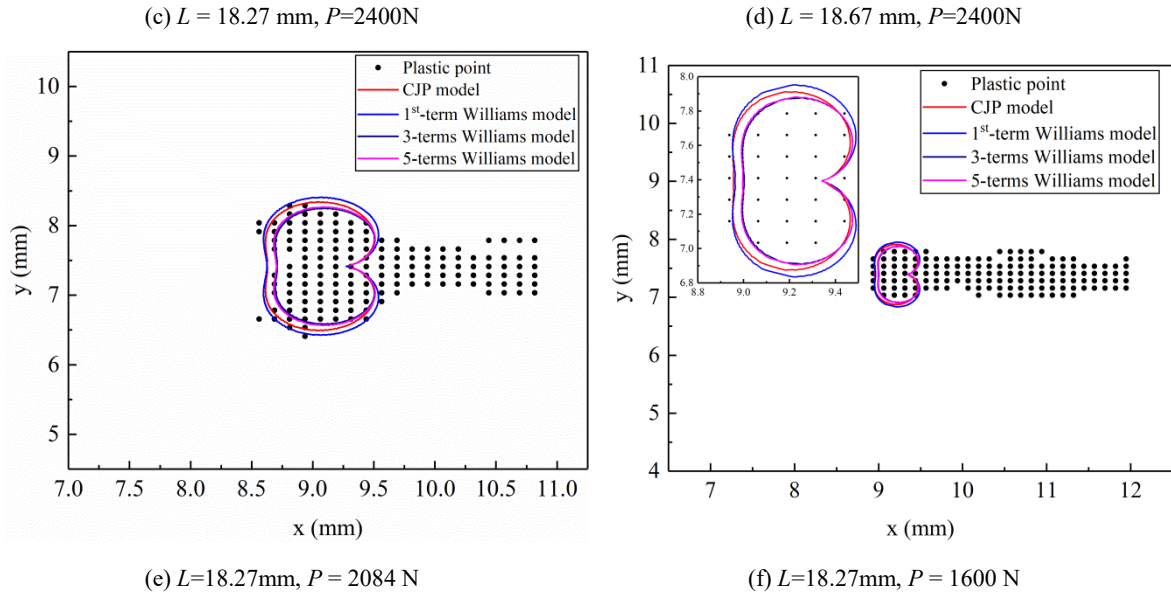 (c) L = 18.27 mm, P=2400N
(d) L = 18.67 mm, P=2400N
Plastic point
CJP model
1st-term Williams model
3-terms Williams model
5-terms Williams model
10
9
8
7
6
5
y (mm)
7.0 7.5 8.0 8.5 9.0 9.5 10.0 10.5 11.0
x (mm)
Plastic point
CJP model
1st-term Williams model
3-terms Williams model
5-terms Williams model
8.0
7.8
7.6
7.4
7.2
7.0
6.8
8.8 9.0 9.2 9.4
11
10
9
8
7
6
5
4
y (mm)
7 8 9 10 11 12
x (mm)
(e) L=18.27mm, P = 2084 N
(f) L=18.27mm, P = 1600 N